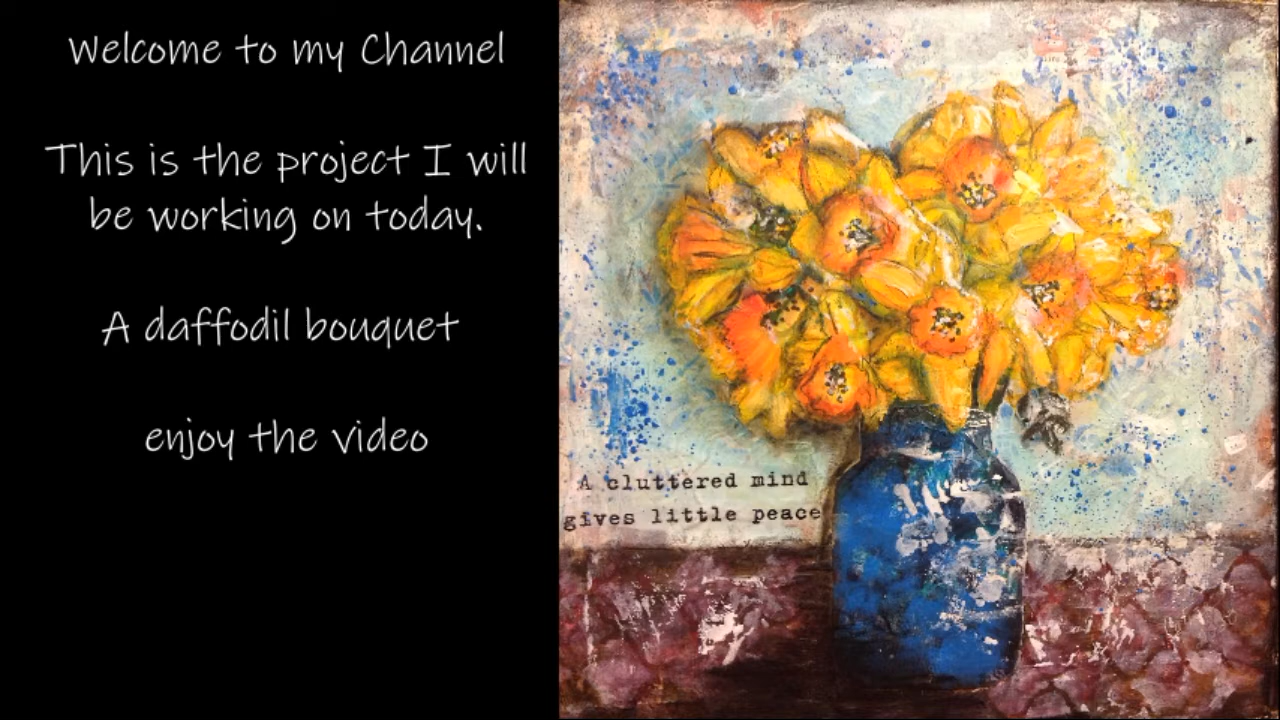 Welcome to my Channel
This is the project I will
be working on today.
A daffodil bouquet
enjoy the video
A cluttered mind
gives little peace